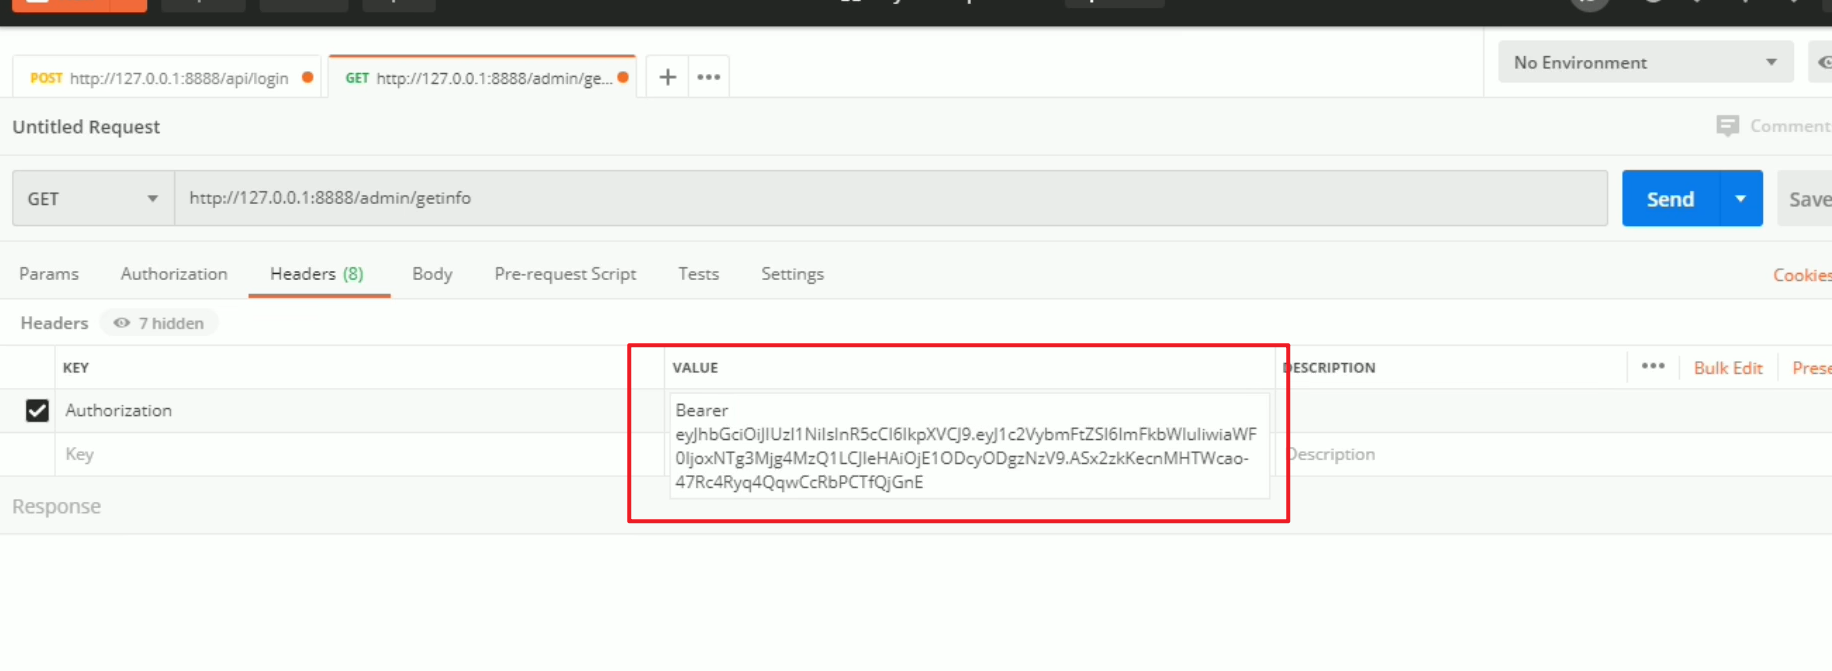 POST http://127.0.0.1:8888/api/login
GET http://127.0.0.1:8888/admin/ge...
No Environment
Untitled Request
Comment
GET
http://127.0.0.1:8888/admin/getinfo
Send
Save
Params Authorization Headers (8) Body Pre-request Script Tests Settings
Cookies
Headers 7 hidden
KEY VALUE DESCRIPTION ••• Bulk Edit Prese
Authorization
Bearer
eyJhbGciOiJIUzI1NiIsInR5cCI6IkpXVCJ9.eyJ1c2VybmFtZSI6ImFkbWluIiwiaWF
0IjoxNTg3Mjg4MzQ1LCJleHAiOjE1ODcyODgzNzV9.ASx2zkKecnMHTWcao-
47Rc4Ryq4QqwCcRbPCTfQjGnE
Key
Description
Response